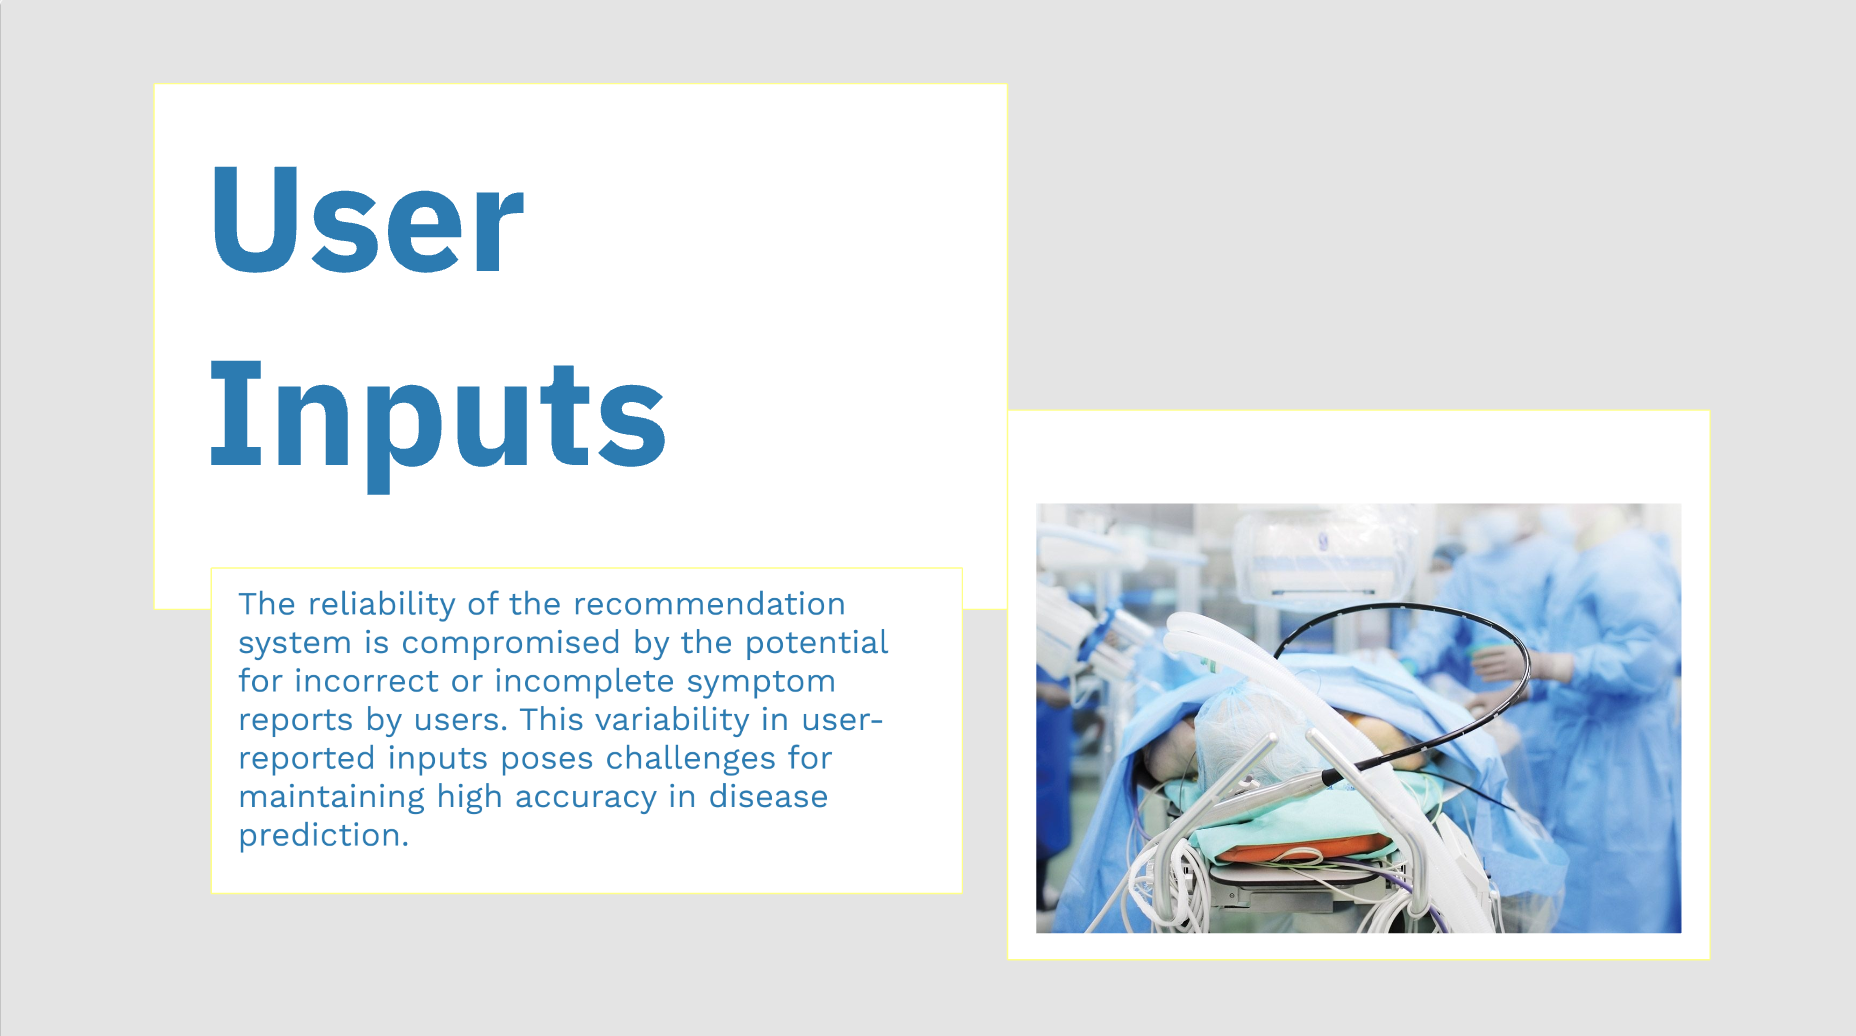 User
Inputs
The reliability of the recommendation
system is compromised by the potential
for incorrect or incomplete symptom
reports by users. This variability in user-
reported inputs poses challenges for
maintaining high accuracy in disease
prediction.